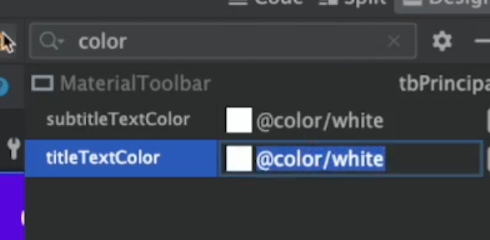 Code Split Design
color
MaterialToolbar tbPrincipa
subtitleTextColor @color/white
titleTextColor @color/white